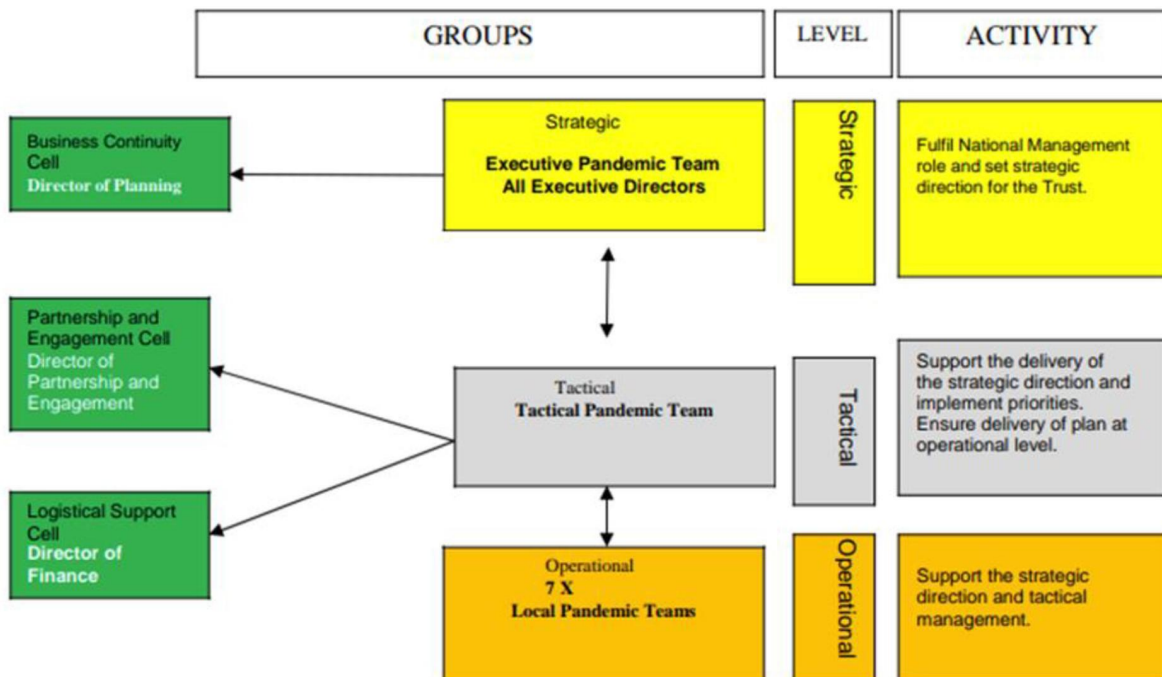 GROUPS
LEVEL
ACTIVITY
Business Continuity
Cell
Director of Planning
Strategic
Executive Pandemic Team
All Executive Directors
Strategic
Fulfil National Management
role and set strategic
direction for the Trust.
Partnership and
Engagement Cell
Director of
Partnership and
Engagement
Tactical
Tactical Pandemic Team
Tactical
Support the delivery of
the strategic direction and
implement priorities.
Ensure delivery of plan at
operational level.
Logistical Support
Cell
Director of
Finance
Operational
7 X
Local Pandemic Teams
Operational
Support the strategic
direction and tactical
management.